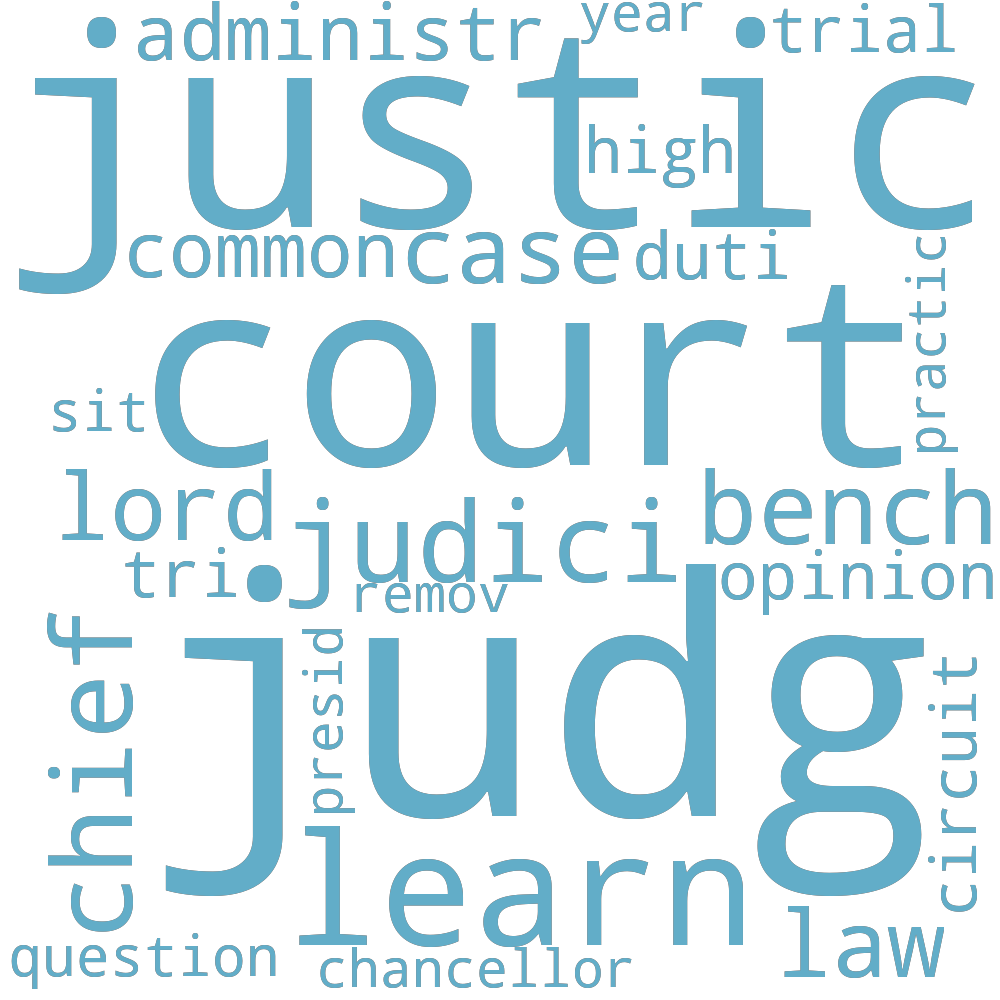 administr
year
trial
justic
high
common
case
duti
practic
court
sit
lord
judici
bench
tri
remov
opinion
chief
presid
judg
circuit
learn
law
question
chancellor